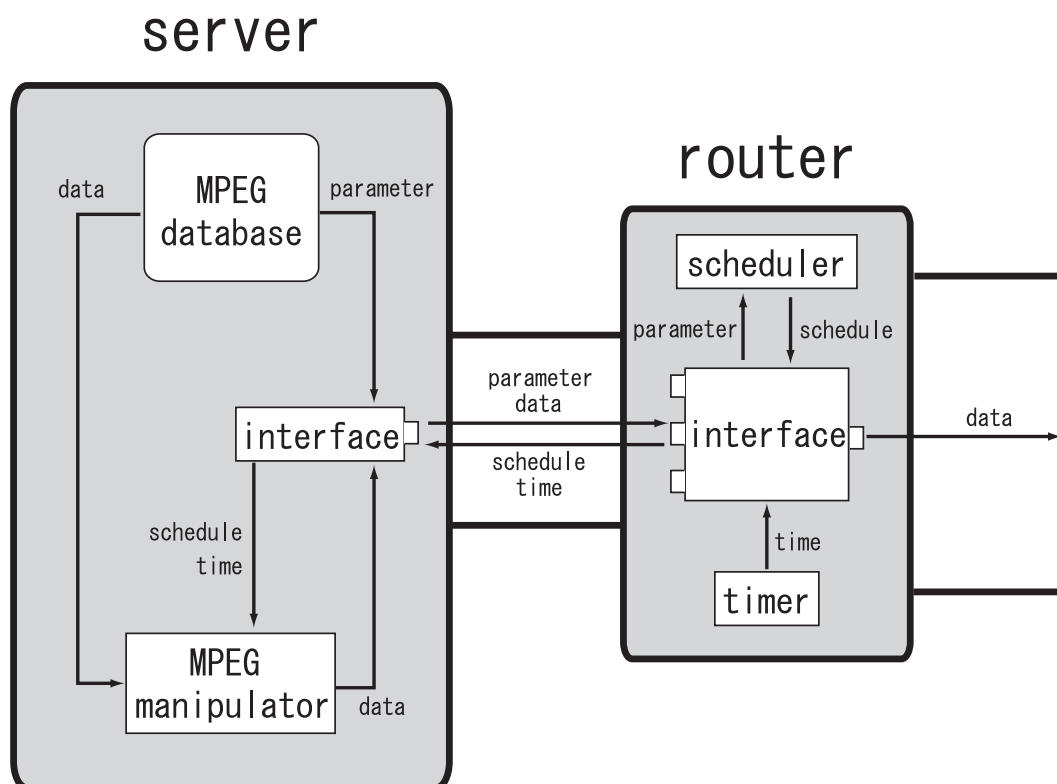 server
MPEG
database
data
parameter
interface
schedule
time
MPEG
manipulator
data
parameter
data
schedule
time
router
scheduler
parameter
schedule
interface
time
timer
data